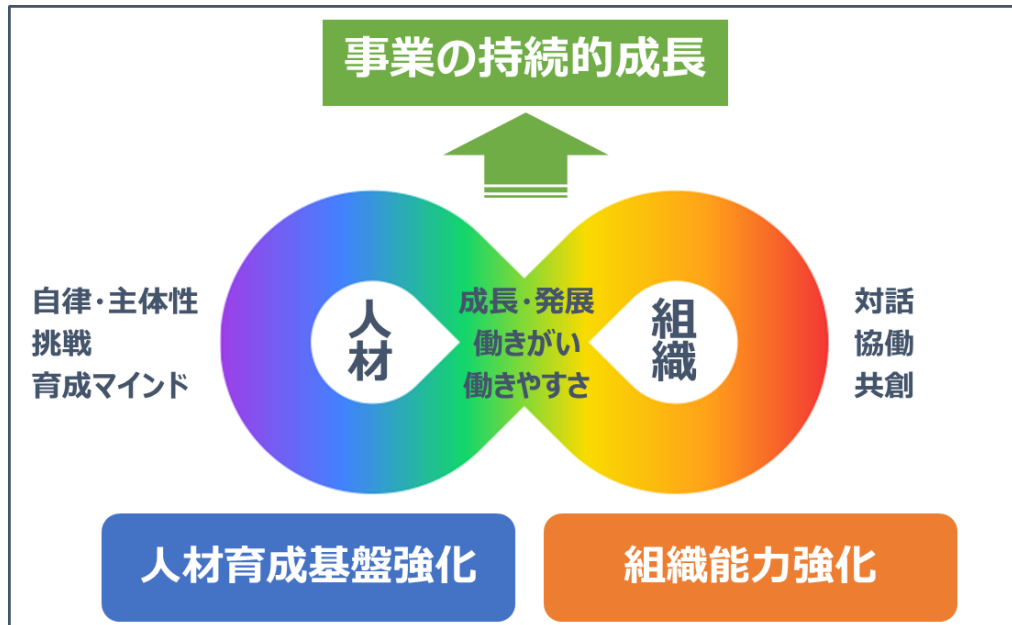 事業の持続的成長
自律・主体性
挑戦
育成マインド
人材
成長・発展
働きがい
働きやすさ
組織
対話
協働
共創
人材育成基盤強化
組織能力強化